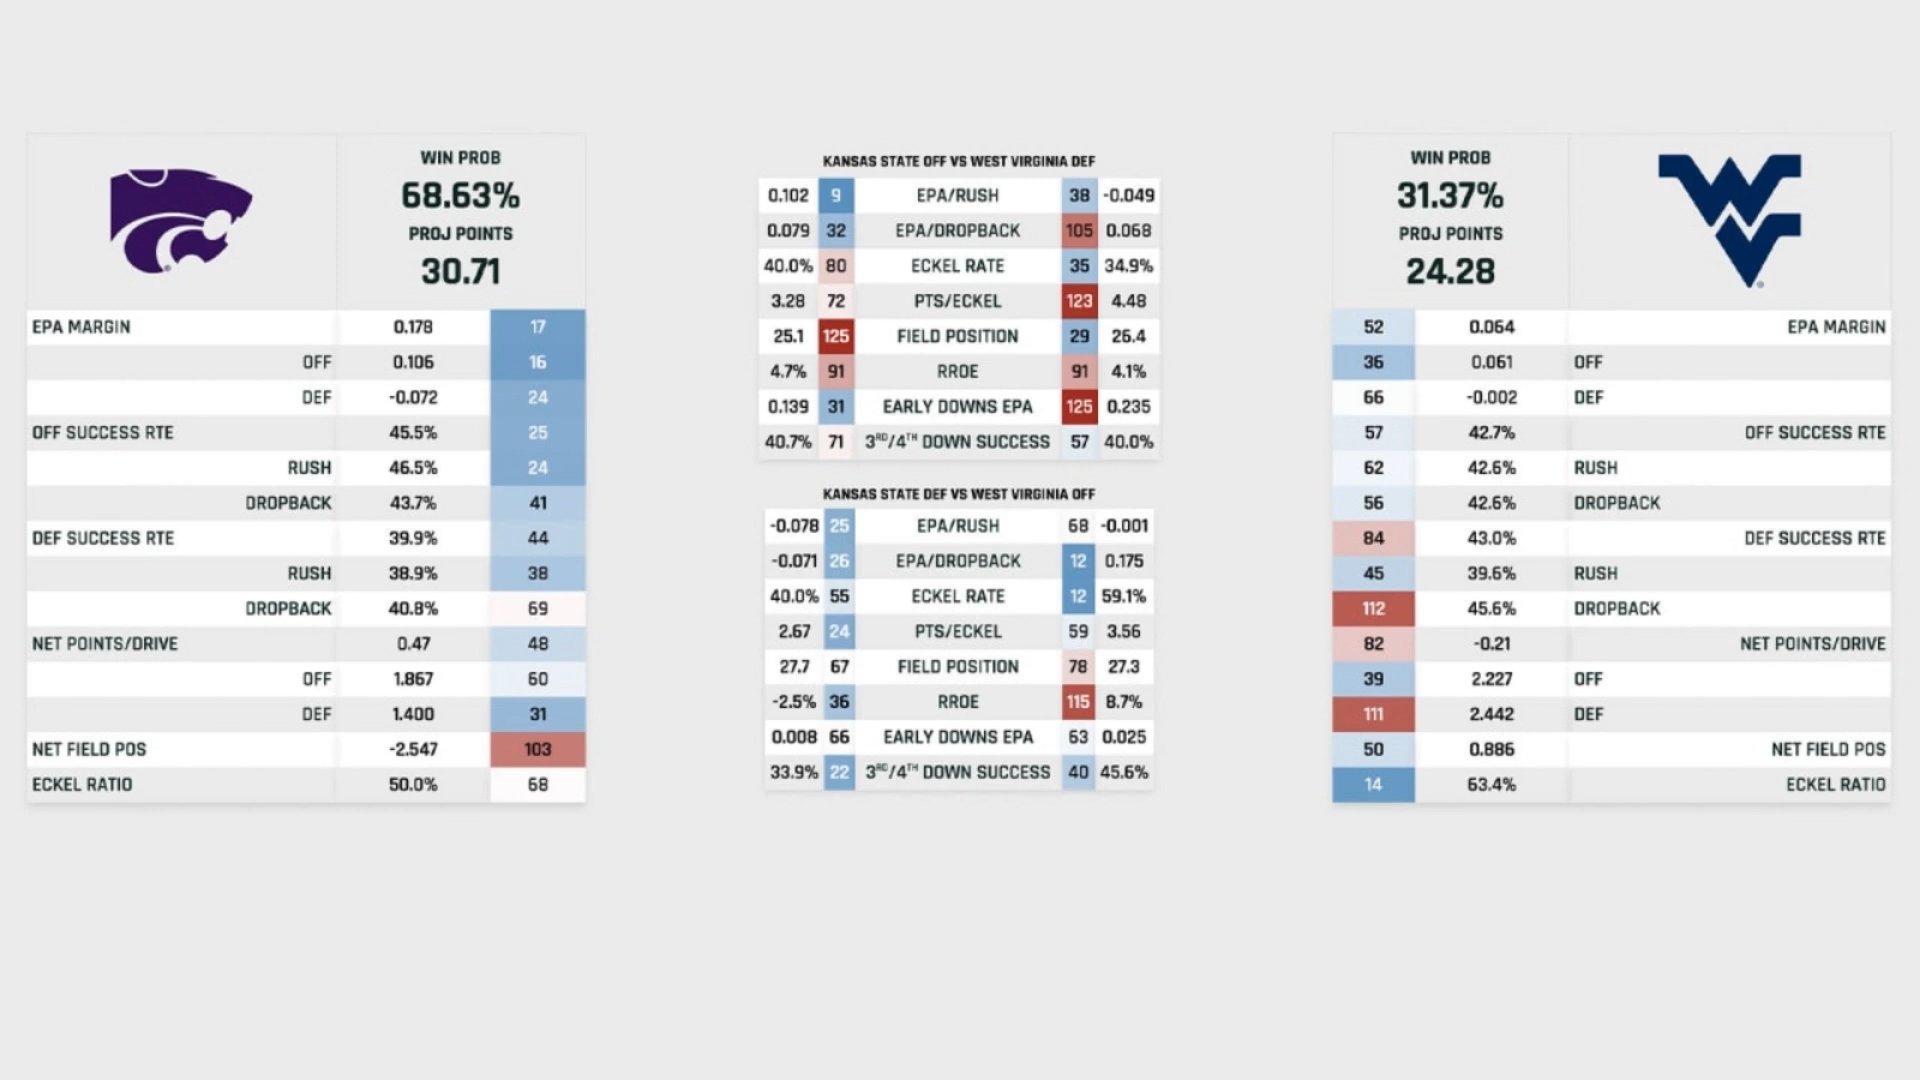 WIN PROB
68.63%
PROJ POINTS
30.71
EPA MARGIN 0.178 17
OFF 0.106 16
DEF -0.072 24
OFF SUCCESS RTE 45.5% 25
RUSH 46.5% 24
DROPBACK 43.7% 41
DEF SUCCESS RTE 39.9% 44
RUSH 38.9% 38
DROPBACK 40.8% 69
NET POINTS/DRIVE 0.47 48
OFF 1.867 60
DEF 1.400 31
NET FIELD POS -2.547 103
ECKEL RATIO 50.0% 68
KANSAS STATE OFF VS WEST VIRGINIA DEF
0.102 9 EPA/RUSH 38 -0.049
0.079 32 EPA/DROPBACK 105 0.068
40.0% 80 ECKEL RATE 35 34.9%
3.28 72 PTS/ECKEL 123 4.48
25.1 125 FIELD POSITION 29 26.4
4.7% 91 RROE 91 4.1%
0.139 31 EARLY DOWNS EPA 125 0.235
40.7% 71 3RD/4TH DOWN SUCCESS 57 40.0%
KANSAS STATE DEF VS WEST VIRGINIA OFF
-0.078 25 EPA/RUSH 68 -0.001
-0.071 26 EPA/DROPBACK 12 0.175
40.0% 55 ECKEL RATE 12 59.1%
2.67 24 PTS/ECKEL 59 3.56
27.7 67 FIELD POSITION 78 27.3
-2.5% 36 RROE 115 8.7%
0.008 66 EARLY DOWNS EPA 63 0.025
33.9% 22 3RD/4TH DOWN SUCCESS 40 45.6%
WIN PROB
31.37%
PROJ POINTS
24.28
WV
52 0.064 EPA MARGIN
36 0.061 OFF
66 -0.002 DEF
57 42.7% OFF SUCCESS RTE
62 42.6% RUSH
56 42.6% DROPBACK
84 43.0% DEF SUCCESS RTE
45 39.6% RUSH
112 45.6% DROPBACK
82 -0.21 NET POINTS/DRIVE
39 2.227 OFF
111 2.442 DEF
50 0.886 NET FIELD POS
14 63.4% ECKEL RATIO